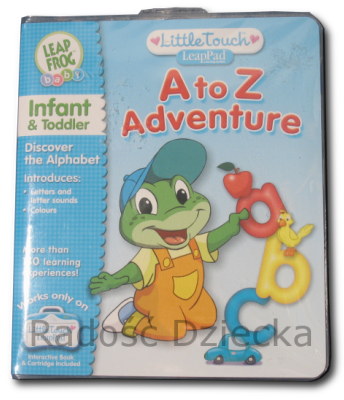 LEAP
FROG
baby
Infant
& Toddler
Discover
the Alphabet
Introduces:
• Letters and
letter sounds
• Colours
More than
experiences!
Works only on
Interactive Book
& Cartridge Included
LittleTouch
LeapPad
A to Z
Adventure
a
b
c
Radość Dziecka